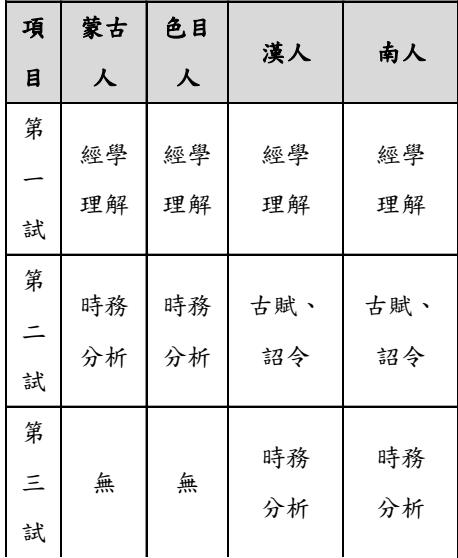 項目 蒙古人 色目人 漢人 南人
第一試 經學理解 經學理解 經學理解 經學理解
第二試 時務分析 時務分析 古賦、詔令 古賦、詔令
第三試 無 無 時務分析 時務分析